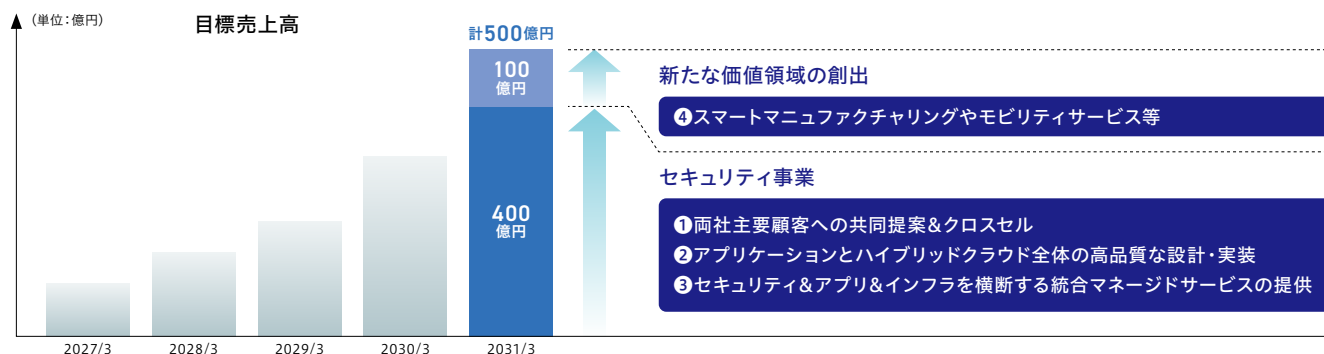 (単位:億円)
目標売上高
計500億円
100
億円
400
億円
2027/3
2028/3
2029/3
2030/3
2031/3
新たな価値領域の創出
❹スマートマニュファクチャリングやモビリティサービス等
セキュリティ事業
❶両社主要顧客への共同提案&クロスセル
❷アプリケーションとハイブリッドクラウド全体の高品質な設計・実装
❸セキュリティ&アプリ&インフラを横断する統合マネージドサービスの提供